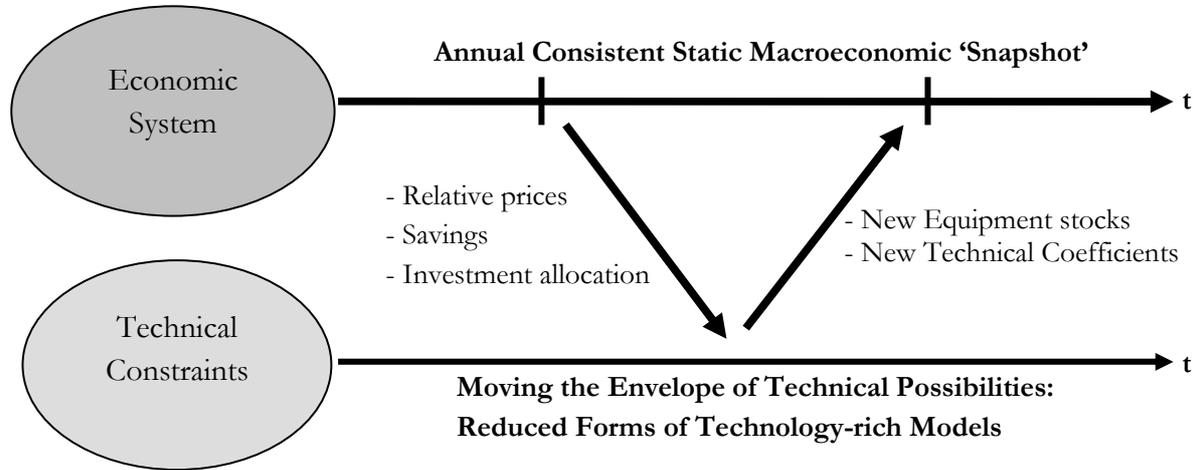 Economic
System
Annual Consistent Static Macroeconomic ‘Snapshot’
t
- Relative prices
- Savings
- Investment allocation
- New Equipment stocks
- New Technical Coefficients
Technical
Constraints
t
Moving the Envelope of Technical Possibilities:
Reduced Forms of Technology-rich Models